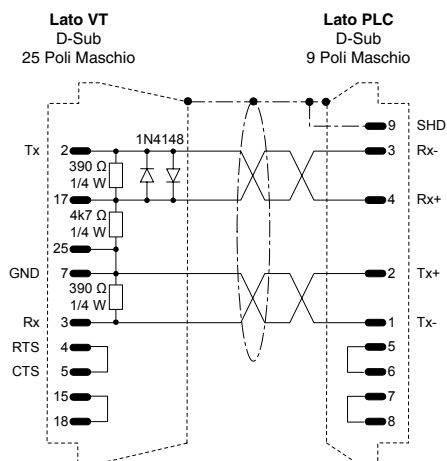 Lato VT
D-Sub
25 Poli Maschio
Lato PLC
D-Sub
9 Poli Maschio
9 SHD
Tx 2
1N4148
3 Rx-
390 Ω
1/4 W
17
4 Rx+
4k7 Ω
1/4 W
25
GND 7
2 Tx+
390 Ω
1/4 W
Rx 3
1 Tx-
RTS 4
5
CTS 5
6
15
7
18
8